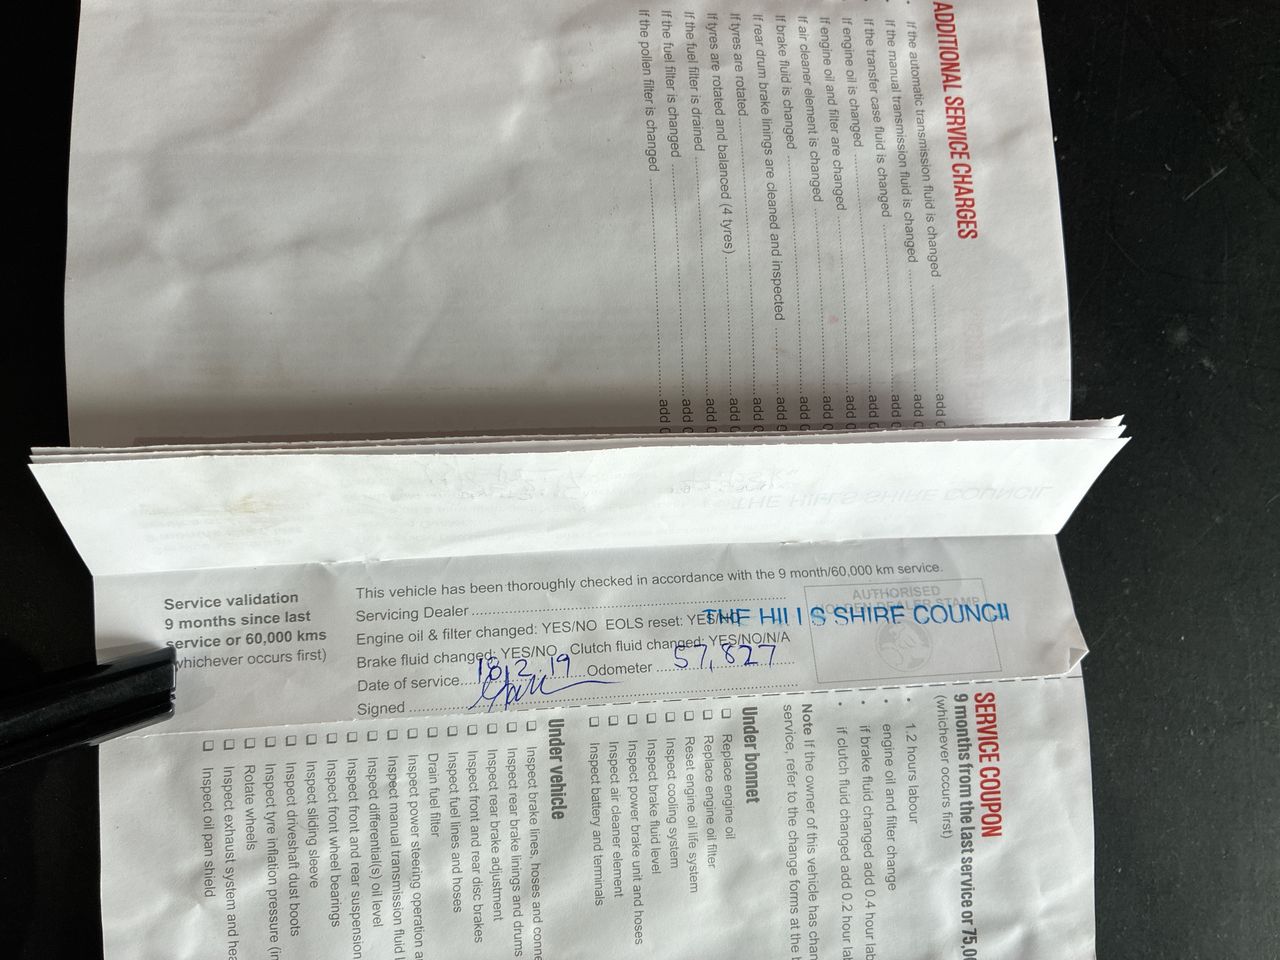 ADDITIONAL SERVICE CHARGES
• If the automatic transmission fluid is changed ........ add 
• If the manual transmission fluid is changed ........ add 
If the transfer case fluid is changed ........ add 
If engine oil is changed ........ add 
If engine oil and filter are changed ........ add 
If air cleaner element is changed ........ add 
If brake fluid is changed ........ add 
If rear drum brake linings are cleaned and inspected ........ add 
If tyres are rotated ........ add 
If tyres are rotated and balanced (4 tyres) ........ add 
If the fuel filter is drained ........ add 
If the fuel filter is changed ........ add 
If the pollen filter is changed ........
Service validation
9 months since last
service or 60,000 kms
(whichever occurs first)
This vehicle has been thoroughly checked in accordance with the 9 month/60,000 km service.
Servicing Dealer ........
Engine oil & filter changed: YES/NO EOLS reset: YES/NO
Brake fluid changed: YES/NO Clutch fluid changed: YES/NO/N/A
Date of service 18.2.19 Odometer 57,827
Signed ........
AUTHORISED
THE HILLS SHIRE COUNCIL
SERVICE COUPON
9 months from the last service or
(whichever occurs first)
• 1.2 hours labour
• engine oil and filter change
• if brake fluid changed add 0.4 hour
• if clutch fluid changed add 0.2 hour
Note If the owner of this vehicle has
service, refer to the change forms at the
Under bonnet
❑ Replace engine oil
❑ Replace engine oil filter
❑ Reset engine oil life system
❑ Inspect cooling system
❑ Inspect brake fluid level
❑ Inspect power brake unit and hoses
❑ Inspect air cleaner element
❑ Inspect battery and terminals
Under vehicle
❑ Inspect brake lines, hoses and
❑ Inspect rear brake linings and drums
❑ Inspect rear brake adjustment
❑ Inspect front and rear disc brakes
❑ Inspect fuel lines and hoses
❑ Drain fuel filter
❑ Inspect power steering operation
❑ Inspect manual transmission fluid
❑ Inspect differential(s) oil level
❑ Inspect front and rear suspension
❑ Inspect front wheel bearings
❑ Inspect sliding sleeve
❑ Inspect driveshaft dust boots
❑ Inspect tyre inflation pressure
❑ Rotate wheels
❑ Inspect exhaust system and
❑ Inspect oil pan shield